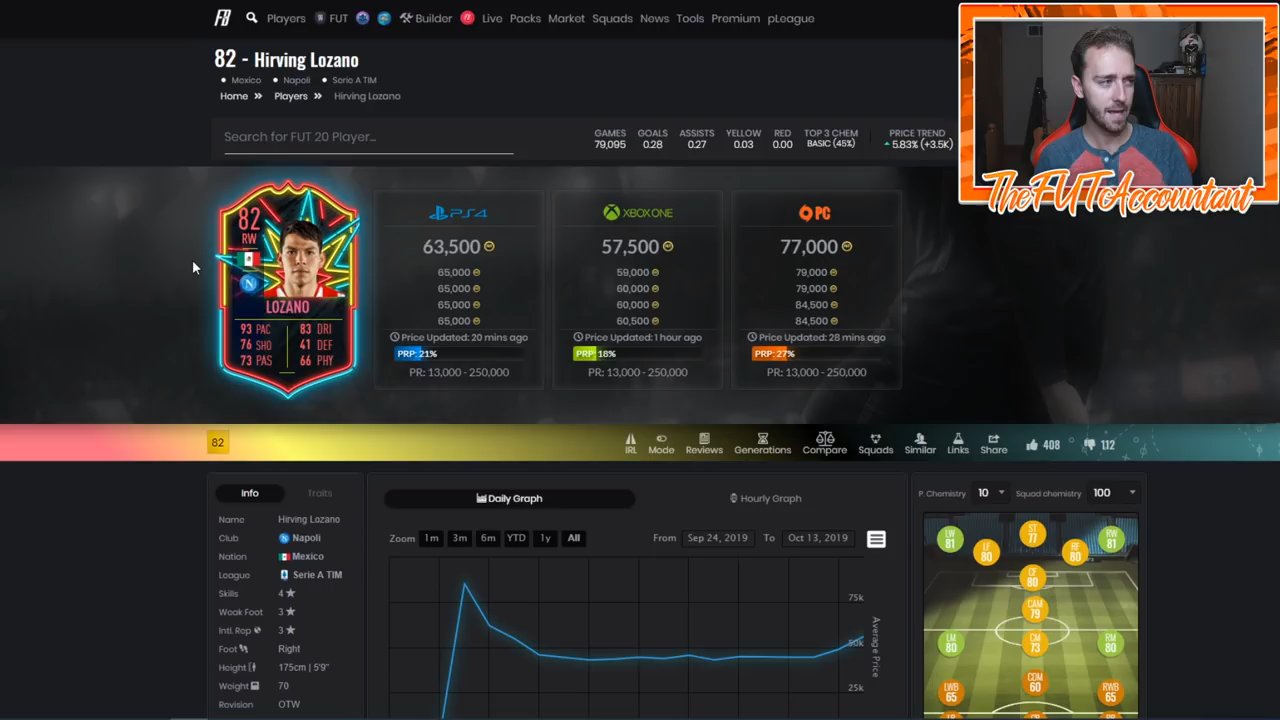 FB Players FUT Builder Live Packs Market Squads News Tools Premium pLeague
82 - Hirving Lozano
Mexico Napoli Serie A TIM
Home » Players » Hirving Lozano
Search for FUT 20 Player...
GAMES GOALS ASSISTS YELLOW RED TOP 3 CHEM PRICE TREND
79,095 0.28 0.27 0.03 0.00 BASIC (45%) 5.83% (+3.5K)
TheFUTAccountant
82
RW
N
LOZANO
93 PAC 83 DRI
76 SHO 41 DEF
73 PAS 66 PHY
PS4
63,500
65,000
65,000
65,000
65,000
Price Updated: 20 mins ago
PRP: 21%
PR: 13,000 - 250,000
XBOX ONE
57,500
59,000
60,000
60,000
60,500
Price Updated: 1 hour ago
PRP: 18%
PR: 13,000 - 250,000
PC
77,000
79,000
79,000
84,500
84,500
Price Updated: 28 mins ago
PRP: 27%
PR: 13,000 - 250,000
82
IRL Mode Reviews Generations Compare Squads Similar Links Share 408 112
Info Traits
Name Hirving Lozano
Club Napoli
Nation Mexico
League Serie A TIM
Skills 4
Weak Foot 3
Intl. Rep 3
Foot Right
Height 175cm | 5'9"
Weight 70
Revision OTW
Daily Graph Hourly Graph
Zoom 1m 3m 6m YTD 1y All From Sep 24, 2019 To Oct 13, 2019
75k
50k
25k
Average Price
P. Chemistry 10 Squad chemistry 100
LW
81
ST
77
RW
81
LF
80
RF
80
CF
80
CAM
79
LM
80
CM
73
RM
80
CDM
60
LWB
65
RWB
65